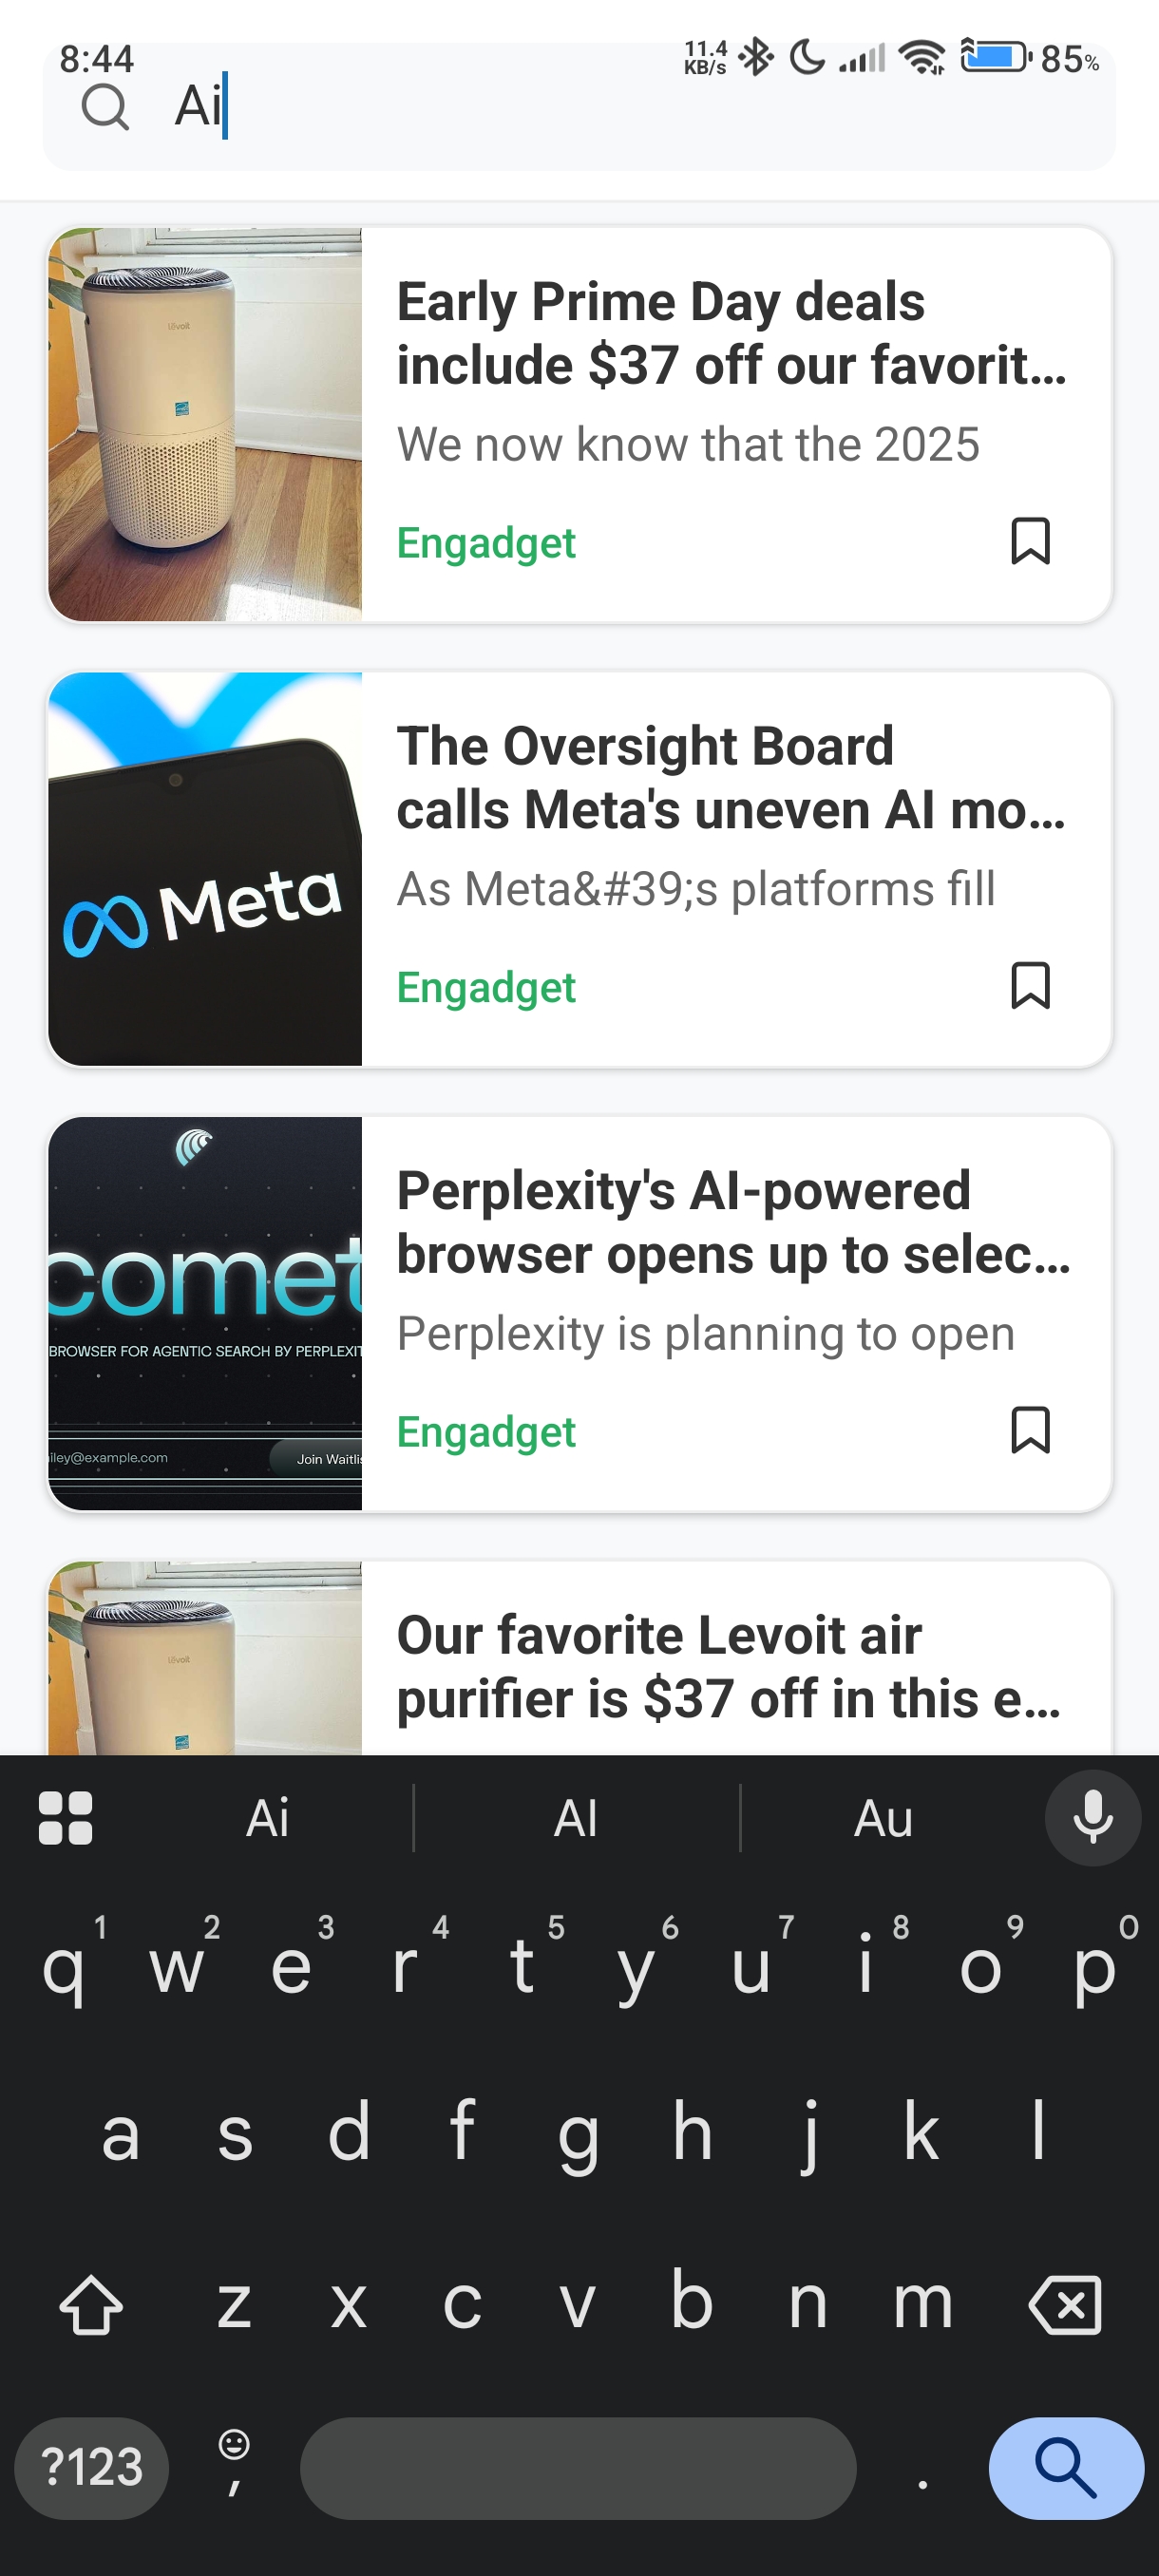 8:44
11.4
KB/s
85%
Ai
Early Prime Day deals
include $37 off our favorit...
We now know that the 2025
Engadget
Levoit
The Oversight Board
calls Meta's uneven AI mo...
As Meta&#39;s platforms fill
Engadget
Meta
Perplexity's AI-powered
browser opens up to selec...
Perplexity is planning to open
Engadget
comet
BROWSER FOR AGENTIC SEARCH BY PERPLEXIT
iley@example.com
Join Waitlis
Our favorite Levoit air
purifier is $37 off in this e...
Levoit
Ai AI Au
1 2 3 4 5 6 7 8 9 0
q w e r t y u i o p
a s d f g h j k l
z x c v b n m
?123 , .